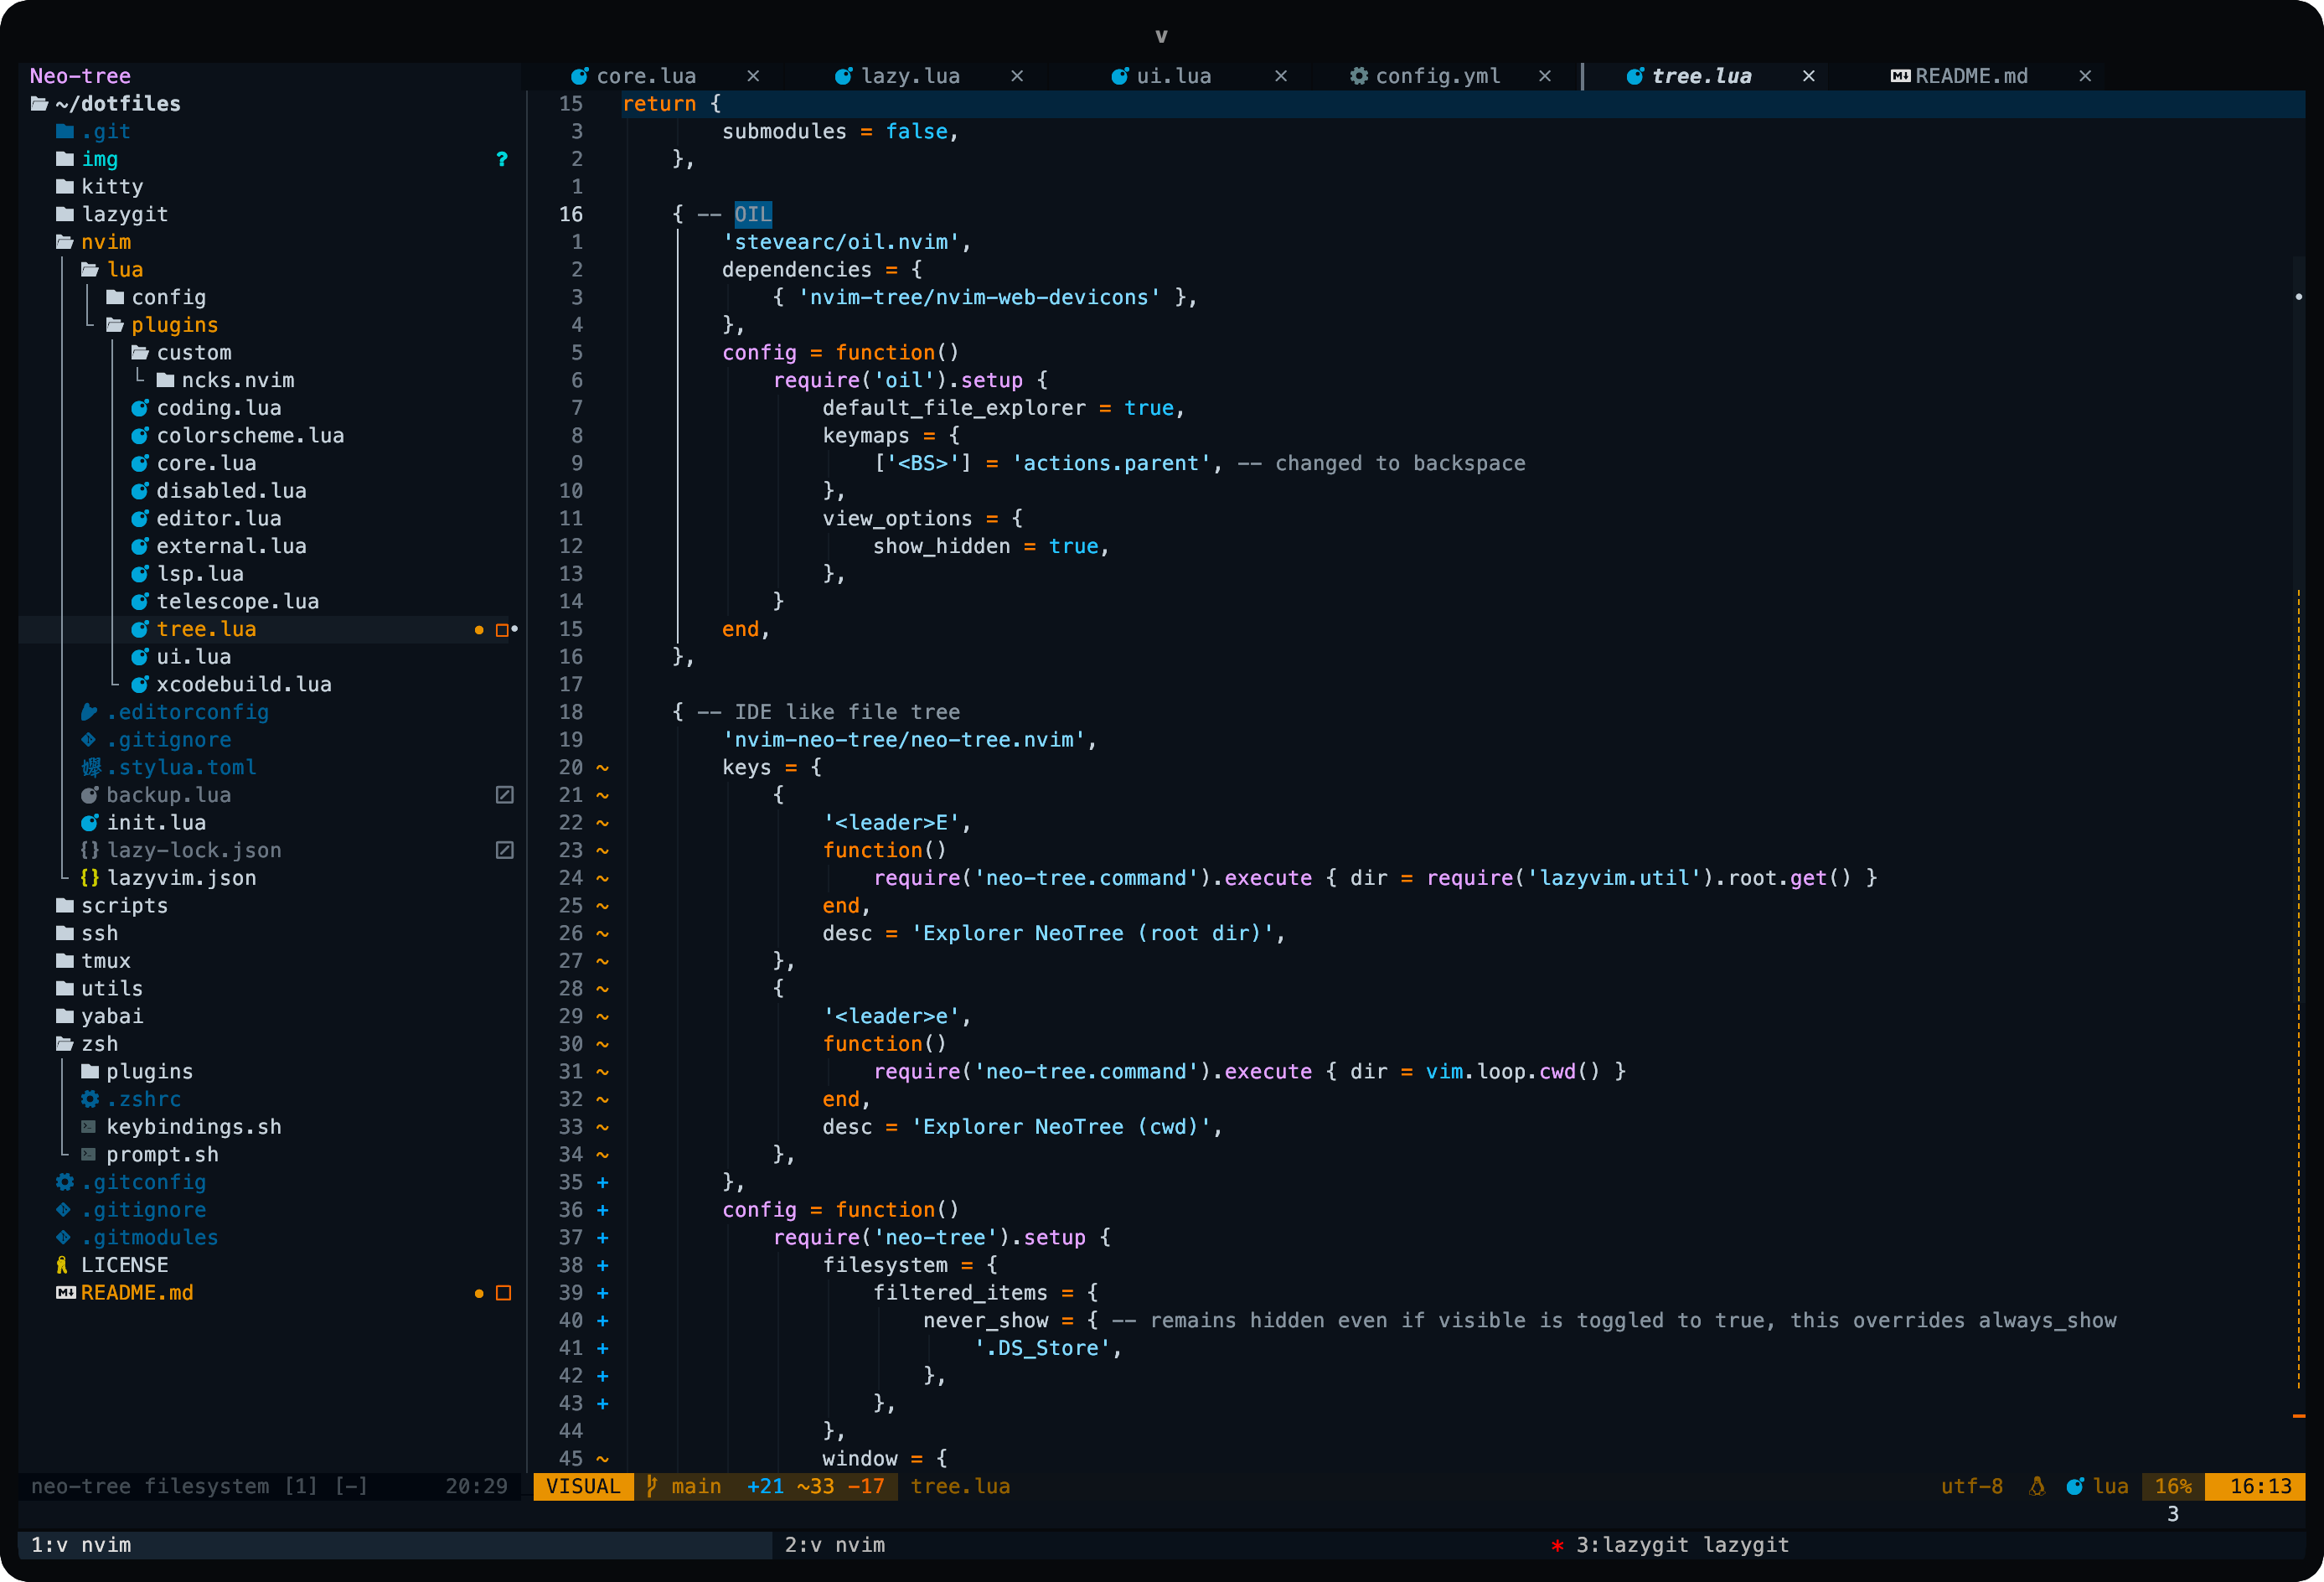 v
Neo-tree
~/dotfiles
.git
img ?
kitty
lazygit
nvim
lua
config
plugins
custom
ncks.nvim
coding.lua
colorscheme.lua
core.lua
disabled.lua
editor.lua
external.lua
lsp.lua
telescope.lua
tree.lua
ui.lua
xcodebuild.lua
.editorconfig
.gitignore
.stylua.toml
backup.lua
init.lua
{} lazy-lock.json
{} lazyvim.json
scripts
ssh
tmux
utils
yabai
zsh
plugins
.zshrc
keybindings.sh
prompt.sh
.gitconfig
.gitignore
.gitmodules
LICENSE
README.md
neo-tree filesystem [1] [-] 20:29
core.lua × lazy.lua × ui.lua × config.yml × tree.lua × README.md ×
15 return {
3 submodules = false,
2 },
1
16 { -- OIL
1 'stevearc/oil.nvim',
2 dependencies = {
3 { 'nvim-tree/nvim-web-devicons' },
4 },
5 config = function()
6 require('oil').setup {
7 default_file_explorer = true,
8 keymaps = {
9 ['<BS>'] = 'actions.parent', -- changed to backspace
10 },
11 view_options = {
12 show_hidden = true,
13 },
14 }
15 end,
16 },
17
18 { -- IDE like file tree
19 'nvim-neo-tree/neo-tree.nvim',
20 ~ keys = {
21 ~ {
22 ~ '<leader>E',
23 ~ function()
24 ~ require('neo-tree.command').execute { dir = require('lazyvim.util').root.get() }
25 ~ end,
26 ~ desc = 'Explorer NeoTree (root dir)',
27 ~ },
28 ~ {
29 ~ '<leader>e',
30 ~ function()
31 ~ require('neo-tree.command').execute { dir = vim.loop.cwd() }
32 ~ end,
33 ~ desc = 'Explorer NeoTree (cwd)',
34 ~ },
35 + },
36 + config = function()
37 + require('neo-tree').setup {
38 + filesystem = {
39 + filtered_items = {
40 + never_show = { -- remains hidden even if visible is toggled to true, this overrides always_show
41 + '.DS_Store',
42 + },
43 + },
44 },
45 ~ window = {
VISUAL main +21 ~33 -17 tree.lua utf-8 lua 16% 16:13
3
1:v nvim 2:v nvim * 3:lazygit lazygit